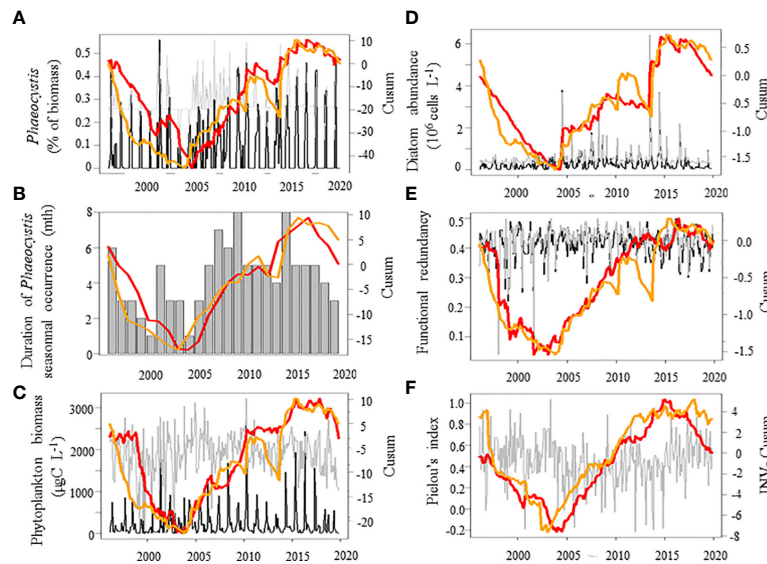 A
Phaeocystis
(% of biomass)
0.5
0.4
0.3
0.2
0.1
0
10
0
-10
-20
-30
-40
Cusum
2000 2005 2010 2015 2020
B
Duration of Phaeocystis
seasonal occurrence (mth)
8
6
4
2
0
10
5
0
-5
-10
-15
Cusum
2000 2005 2010 2015 2020
C
Phytoplankton biomass
(µgC L-1)
3000
2000
1000
0
10
5
0
-5
-10
-15
-20
Cusum
2000 2005 2010 2015 2020
D
Diatom abundance
(10⁶ cells L-1)
6
4
2
0
0.5
0.0
-0.5
-1.0
-1.5
Cusum
2000 2005 2010 2015 2020
E
Functional redundancy
0.5
0.4
0.3
0.2
0.1
0.0
-0.5
-1.0
-1.5
Cusum
2000 2005 2010 2015 2020
F
Pielou's index
1.0
0.8
0.6
0.4
0.2
0.0
-0.2
4
2
0
-2
-4
-6
-8
Cusum
2000 2005 2010 2015 2020